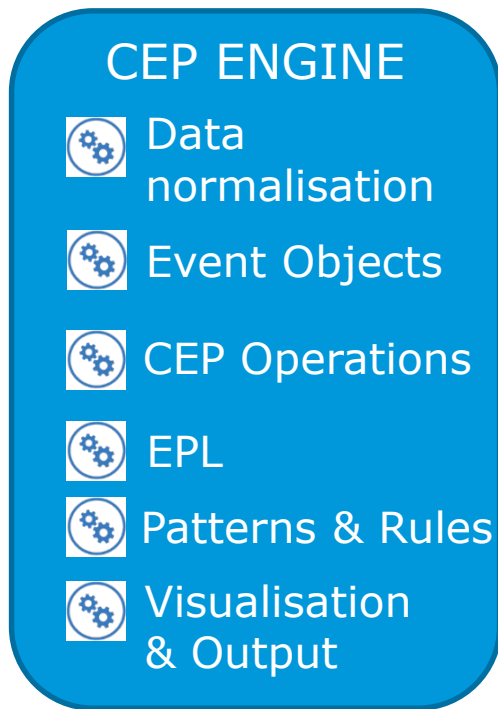 CEP ENGINE
Data
normalisation
Event Objects
CEP Operations
EPL
Patterns & Rules
Visualisation
& Output